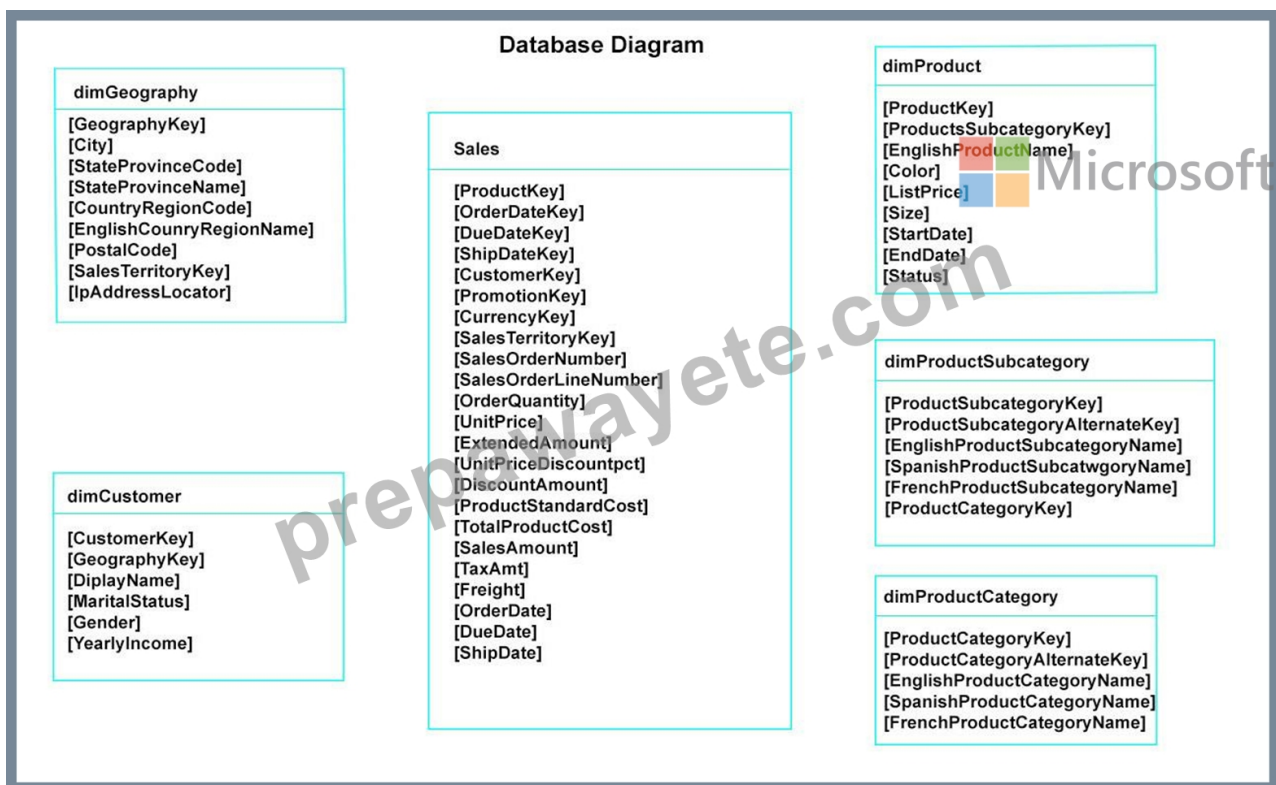 Database Diagram
dimGeography
[GeographyKey]
[City]
[StateProvinceCode]
[StateProvinceName]
[CountryRegionCode]
[EnglishCounryRegionName]
[PostalCode]
[SalesTerritoryKey]
[IpAddressLocator]
dimCustomer
[CustomerKey]
[GeographyKey]
[DiplayName]
[MaritalStatus]
[Gender]
[YearlyIncome]
Sales
[ProductKey]
[OrderDateKey]
[DueDateKey]
[ShipDateKey]
[CustomerKey]
[PromotionKey]
[CurrencyKey]
[SalesTerritoryKey]
[SalesOrderNumber]
[SalesOrderLineNumber]
[OrderQuantity]
[UnitPrice]
[ExtendedAmount]
[UnitPriceDiscountpct]
[DiscountAmount]
[ProductStandardCost]
[TotalProductCost]
[SalesAmount]
[TaxAmt]
[Freight]
[OrderDate]
[DueDate]
[ShipDate]
dimProduct
[ProductKey]
[ProductsSubcategoryKey]
[EnglishProductName]
[Color]
[ListPrice]
[Size]
[StartDate]
[EndDate]
[Status]
Microsoft
dimProductSubcategory
[ProductSubcategoryKey]
[ProductSubcategoryAlternateKey]
[EnglishProductSubcategoryName]
[SpanishProductSubcatwgoryName]
[FrenchProductSubcategoryName]
[ProductCategoryKey]
dimProductCategory
[ProductCategoryKey]
[ProductCategoryAlternateKey]
[EnglishProductCategoryName]
[SpanishProductCategoryName]
[FrenchProductCategoryName]
prepawayete.com